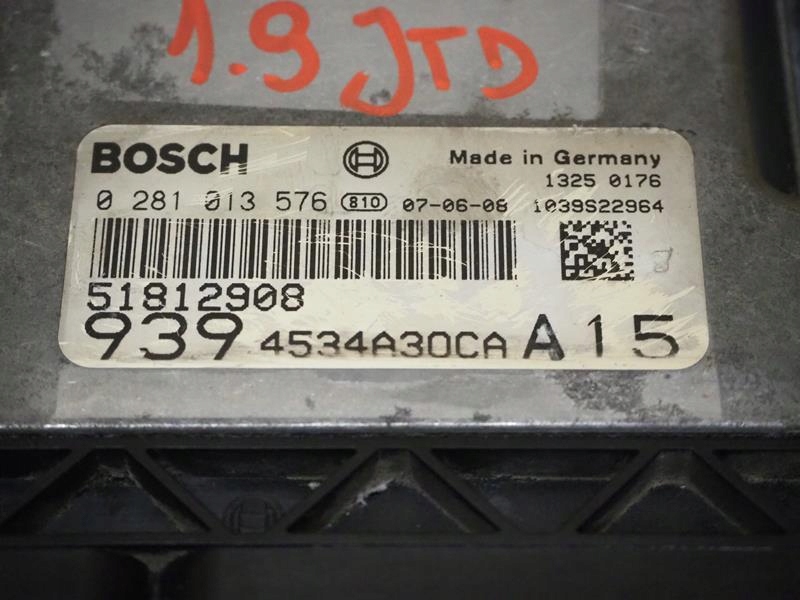 1.9 JTD
BOSCH Made in Germany
1325 0176
0 281 013 576 810 07-06-08 1039S22964
51812908
939 4534A30CA A15